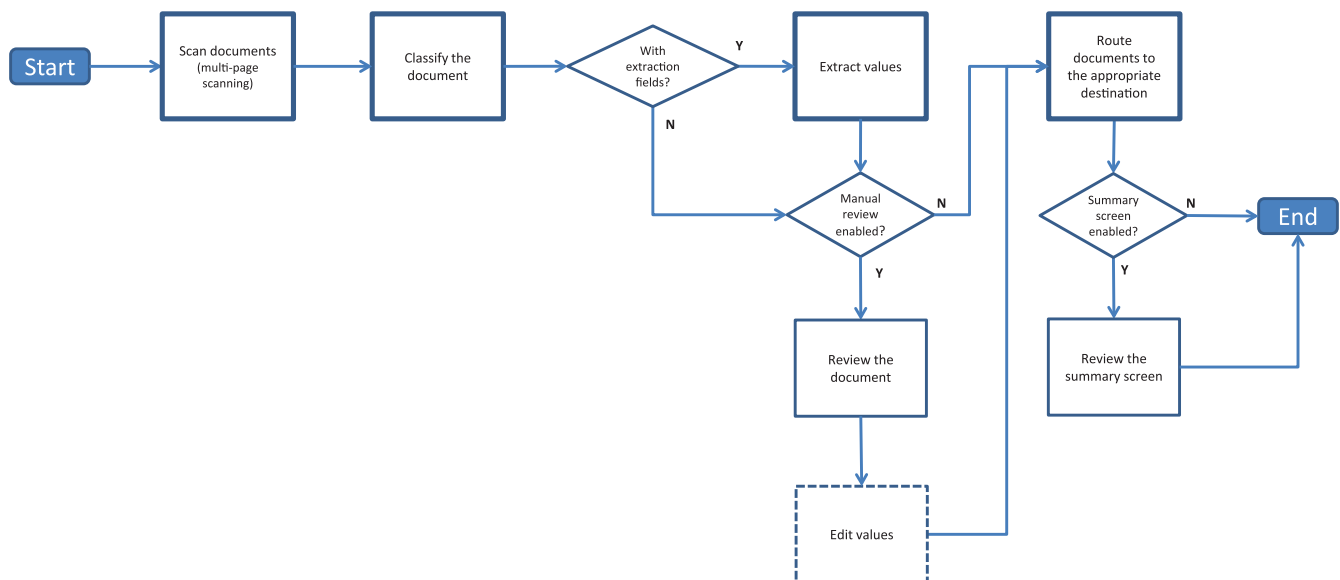 Start
Scan documents
(multi-page
scanning)
Classify the
document
With
extraction
fields?
Y
N
Extract values
Manual
review
enabled?
N
Y
Review the
document
Edit values
Route
documents to
the appropriate
destination
Summary
screen
enabled?
N
Y
Review the
summary screen
End